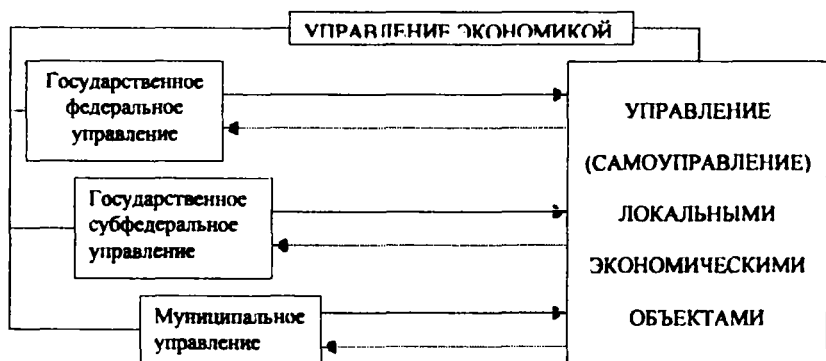 УПРАВЛЕНИЕ ЭКОНОМИКОЙ
Государственное
федеральное
управление
Государственное
субфедеральное
управление
Муниципальное
управление
УПРАВЛЕНИЕ
(САМОУПРАВЛЕНИЕ)
ЛОКАЛЬНЫМИ
ЭКОНОМИЧЕСКИМИ
ОБЪЕКТАМИ